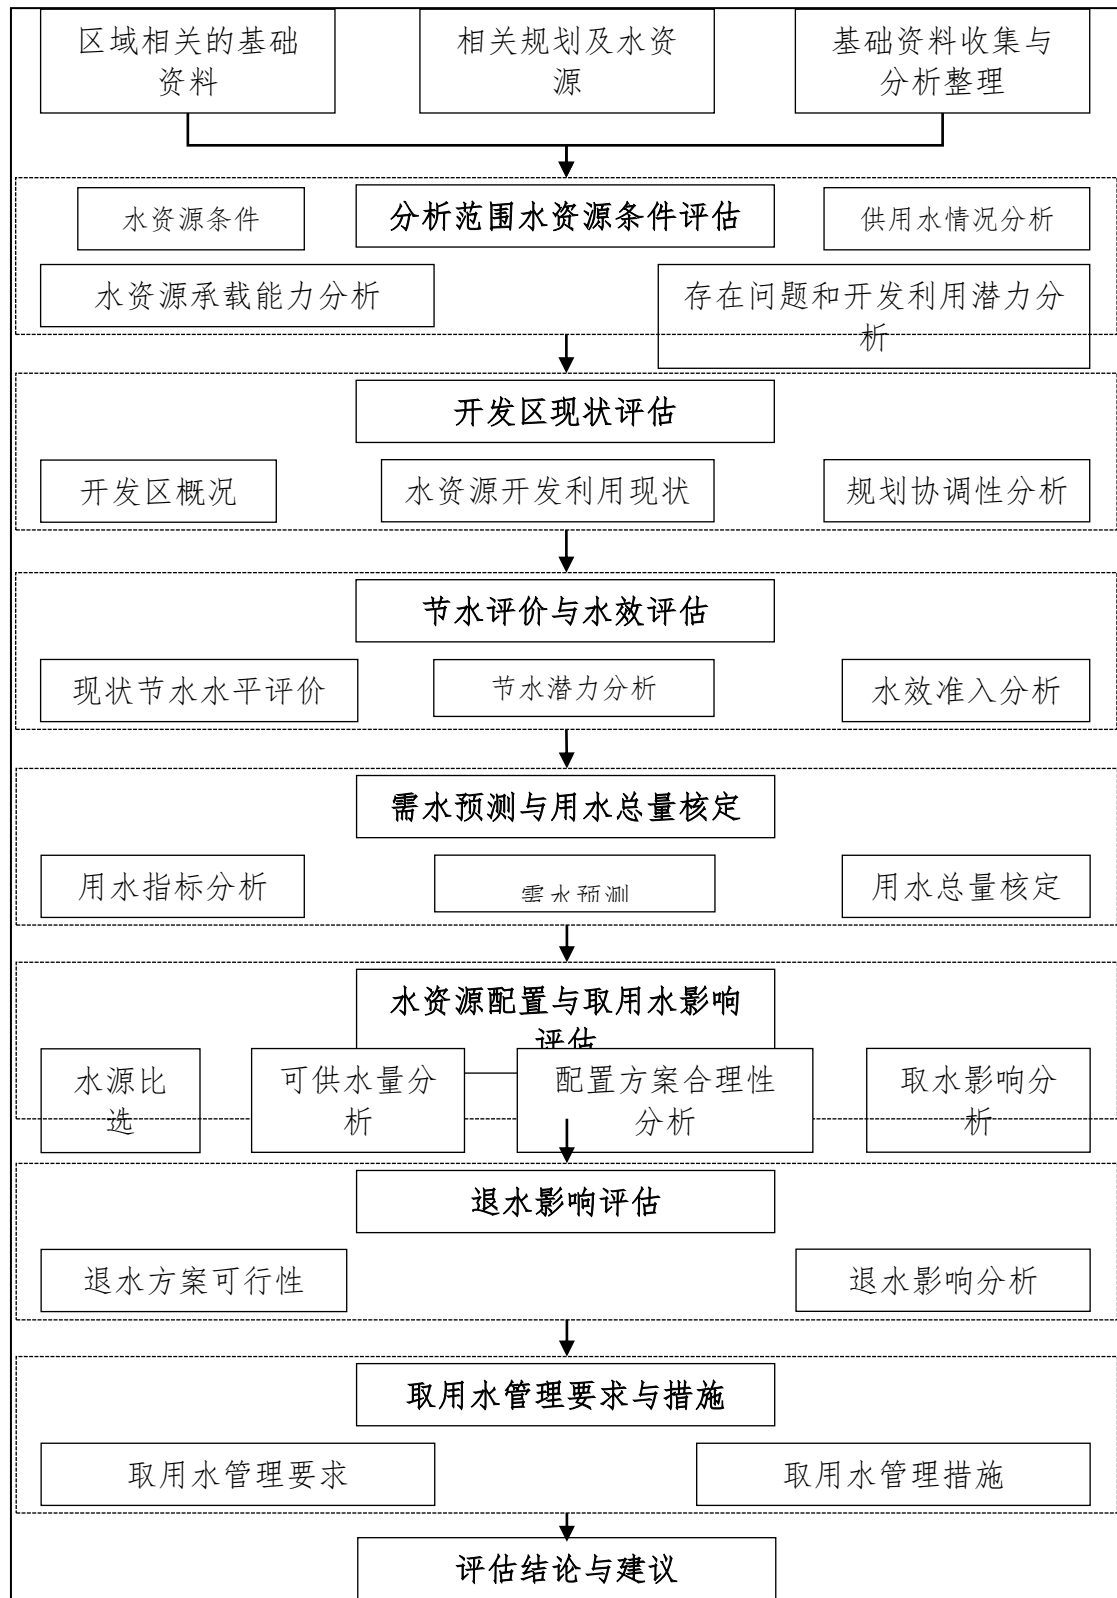 区域相关的基础
资料
相关规划及水资
源
基础资料收集与
分析整理
分析范围水资源条件评估
水资源条件
供用水情况分析
水资源承载能力分析
存在问题和开发利用潜力分
析
开发区现状评估
开发区概况
水资源开发利用现状
规划协调性分析
节水评价与水效评估
现状节水水平评价
节水潜力分析
水效准入分析
需水预测与用水总量核定
用水指标分析
需水预测
用水总量核定
水资源配置与取用水影响
评估
水源比
选
可供水量分
析
配置方案合理性
分析
取水影响分
析
退水影响评估
退水方案可行性
退水影响分析
取用水管理要求与措施
取用水管理要求
取用水管理措施
评估结论与建议